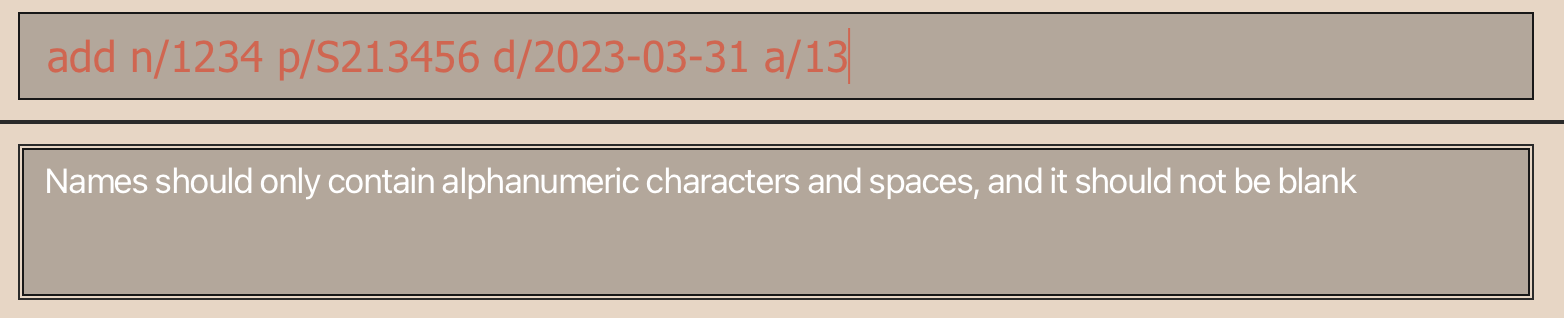 add n/1234 p/S213456 d/2023-03-31 a/13
Names should only contain alphanumeric characters and spaces, and it should not be blank